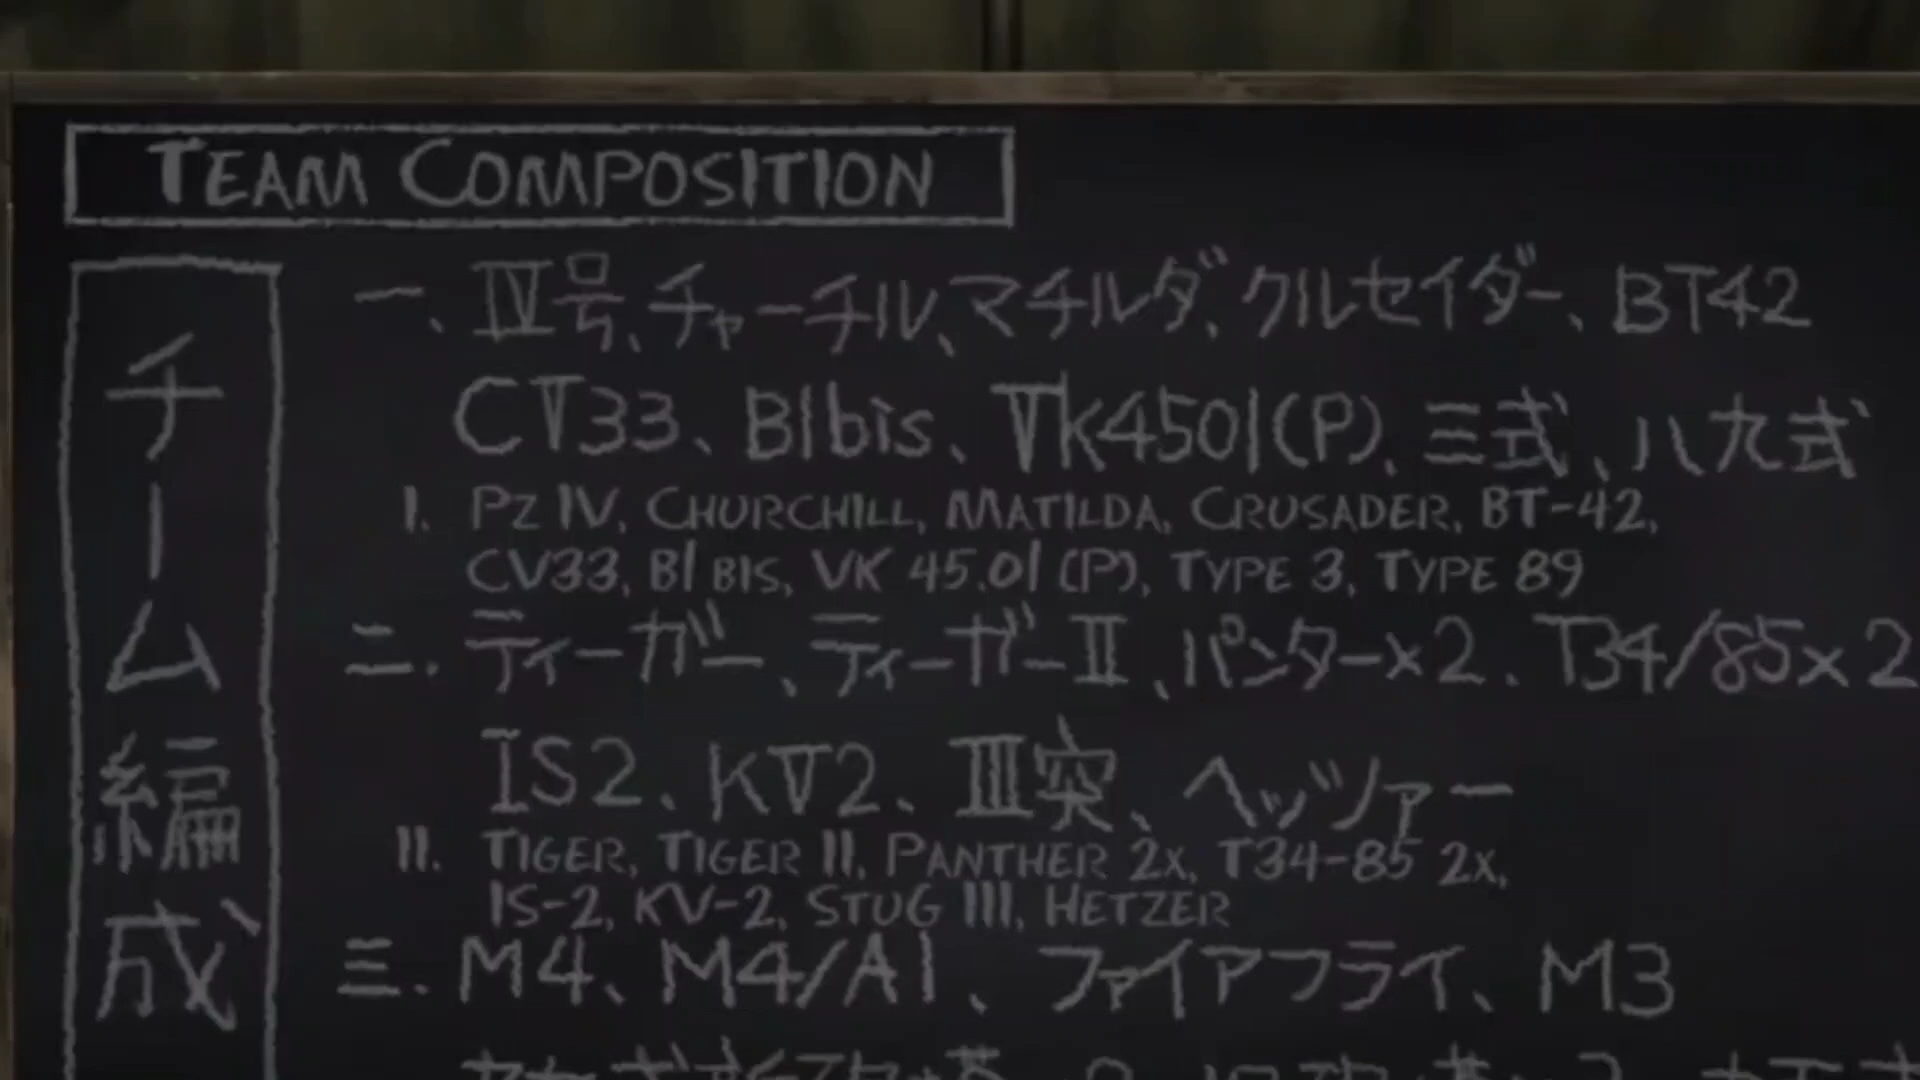 TEAM COMPOSITION
チーム編成
一、Ⅳ号、チャーチル、マチルダ、クルセイダー、BT42
CV33、B1bis、VK4501(P)、三式、八九式
I. PZ IV, CHURCHILL, MATILDA, CRUSADER, BT-42,
CV33, B1 BIS, VK 45.01 (P), TYPE 3, TYPE 89
二.ティーガー、ティーガーⅡ、パンター×2.T34/85×2
IS2、KV2、Ⅲ突、ヘッツァー
II. TIGER, TIGER II, PANTHER 2X, T34-85 2X,
IS-2, KV-2, STUG III, HETZER
三.M4、M4/A1、ファイアフライ、M3